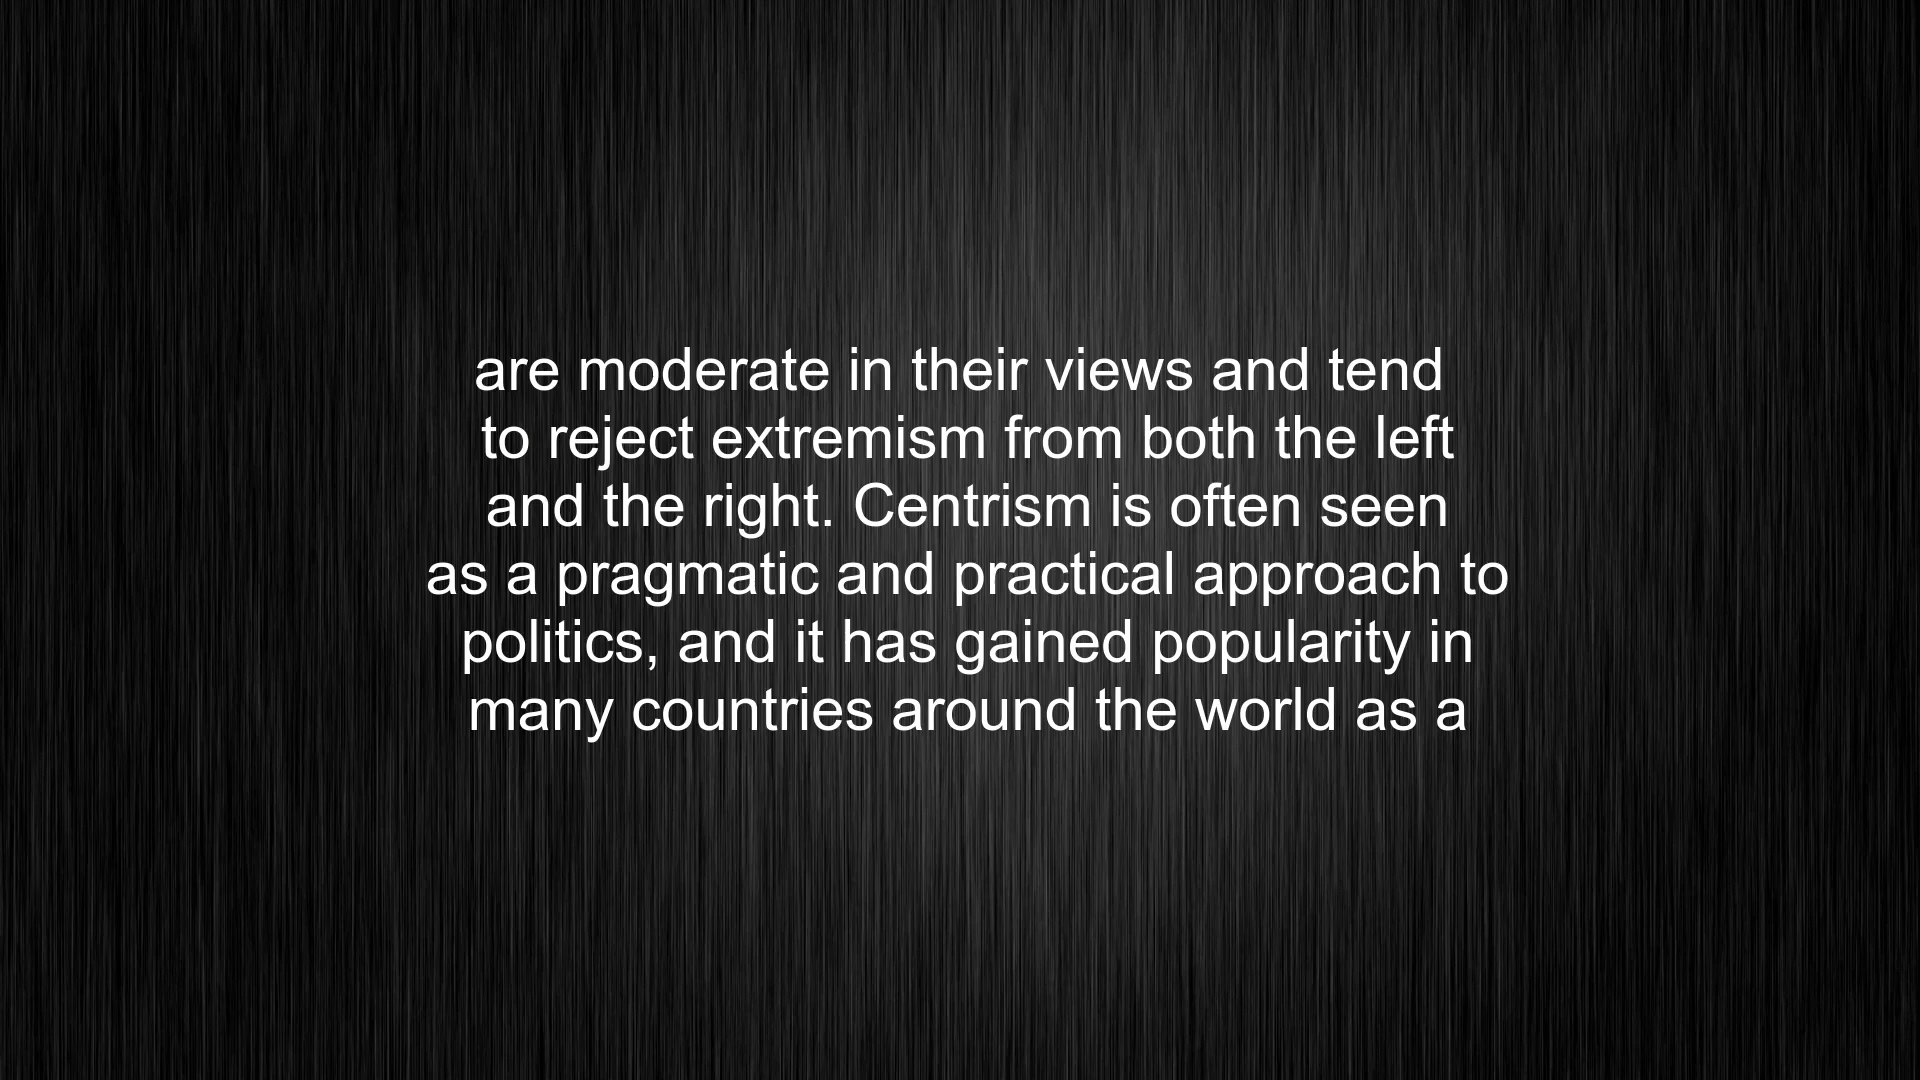 are moderate in their views and tend
to reject extremism from both the left
and the right. Centrism is often seen
as a pragmatic and practical approach to
politics, and it has gained popularity in
many countries around the world as a